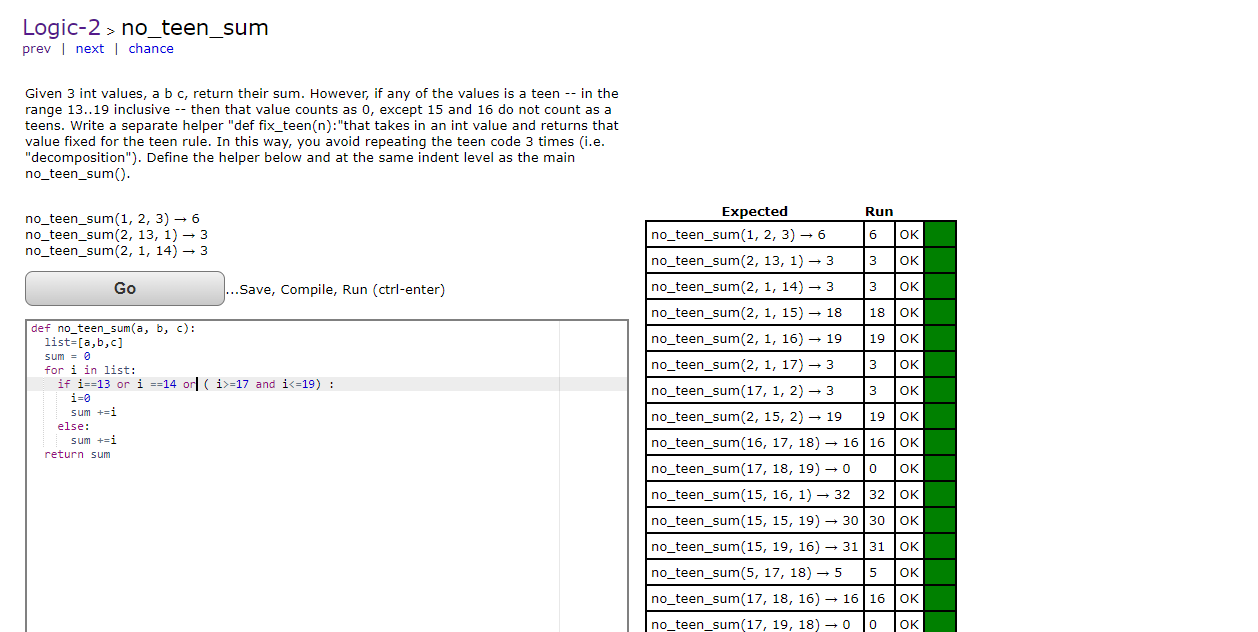 Logic-2 > no_teen_sum
prev | next | chance
Given 3 int values, a b c, return their sum. However, if any of the values is a teen -- in the
range 13..19 inclusive -- then that value counts as 0, except 15 and 16 do not count as a
teens. Write a separate helper "def fix_teen(n):"that takes in an int value and returns that
value fixed for the teen rule. In this way, you avoid repeating the teen code 3 times (i.e.
"decomposition"). Define the helper below and at the same indent level as the main
no_teen_sum().
no_teen_sum(1, 2, 3) → 6
no_teen_sum(2, 13, 1) → 3
no_teen_sum(2, 1, 14) → 3
Go ...Save, Compile, Run (ctrl-enter)
def no_teen_sum(a, b, c):
  list=[a,b,c]
  sum = 0
  for i in list:
    if i==13 or i ==14 or ( i>=17 and i<=19) :
      i=0
      sum +=i
    else:
      sum +=i
  return sum
Expected Run
no_teen_sum(1, 2, 3) → 6 6 OK
no_teen_sum(2, 13, 1) → 3 3 OK
no_teen_sum(2, 1, 14) → 3 3 OK
no_teen_sum(2, 1, 15) → 18 18 OK
no_teen_sum(2, 1, 16) → 19 19 OK
no_teen_sum(2, 1, 17) → 3 3 OK
no_teen_sum(17, 1, 2) → 3 3 OK
no_teen_sum(2, 15, 2) → 19 19 OK
no_teen_sum(16, 17, 18) → 16 16 OK
no_teen_sum(17, 18, 19) → 0 0 OK
no_teen_sum(15, 16, 1) → 32 32 OK
no_teen_sum(15, 15, 19) → 30 30 OK
no_teen_sum(15, 19, 16) → 31 31 OK
no_teen_sum(5, 17, 18) → 5 5 OK
no_teen_sum(17, 18, 16) → 16 16 OK
no_teen_sum(17, 19, 18) → 0 0 OK